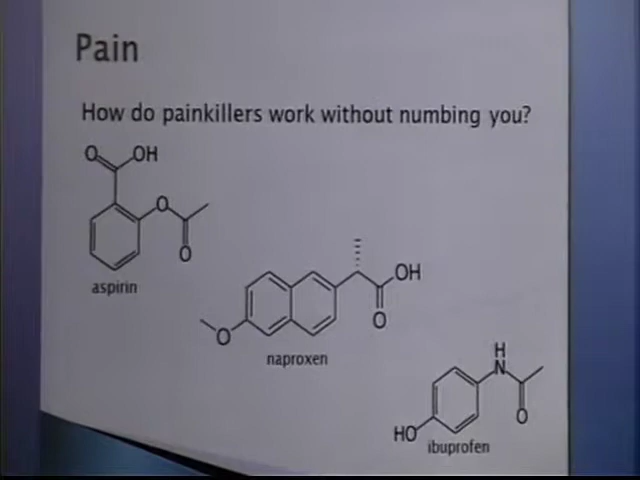 Pain
How do painkillers work without numbing you?
O
OH
O
O
aspirin
OH
O
O
naproxen
H
N
O
HO
ibuprofen